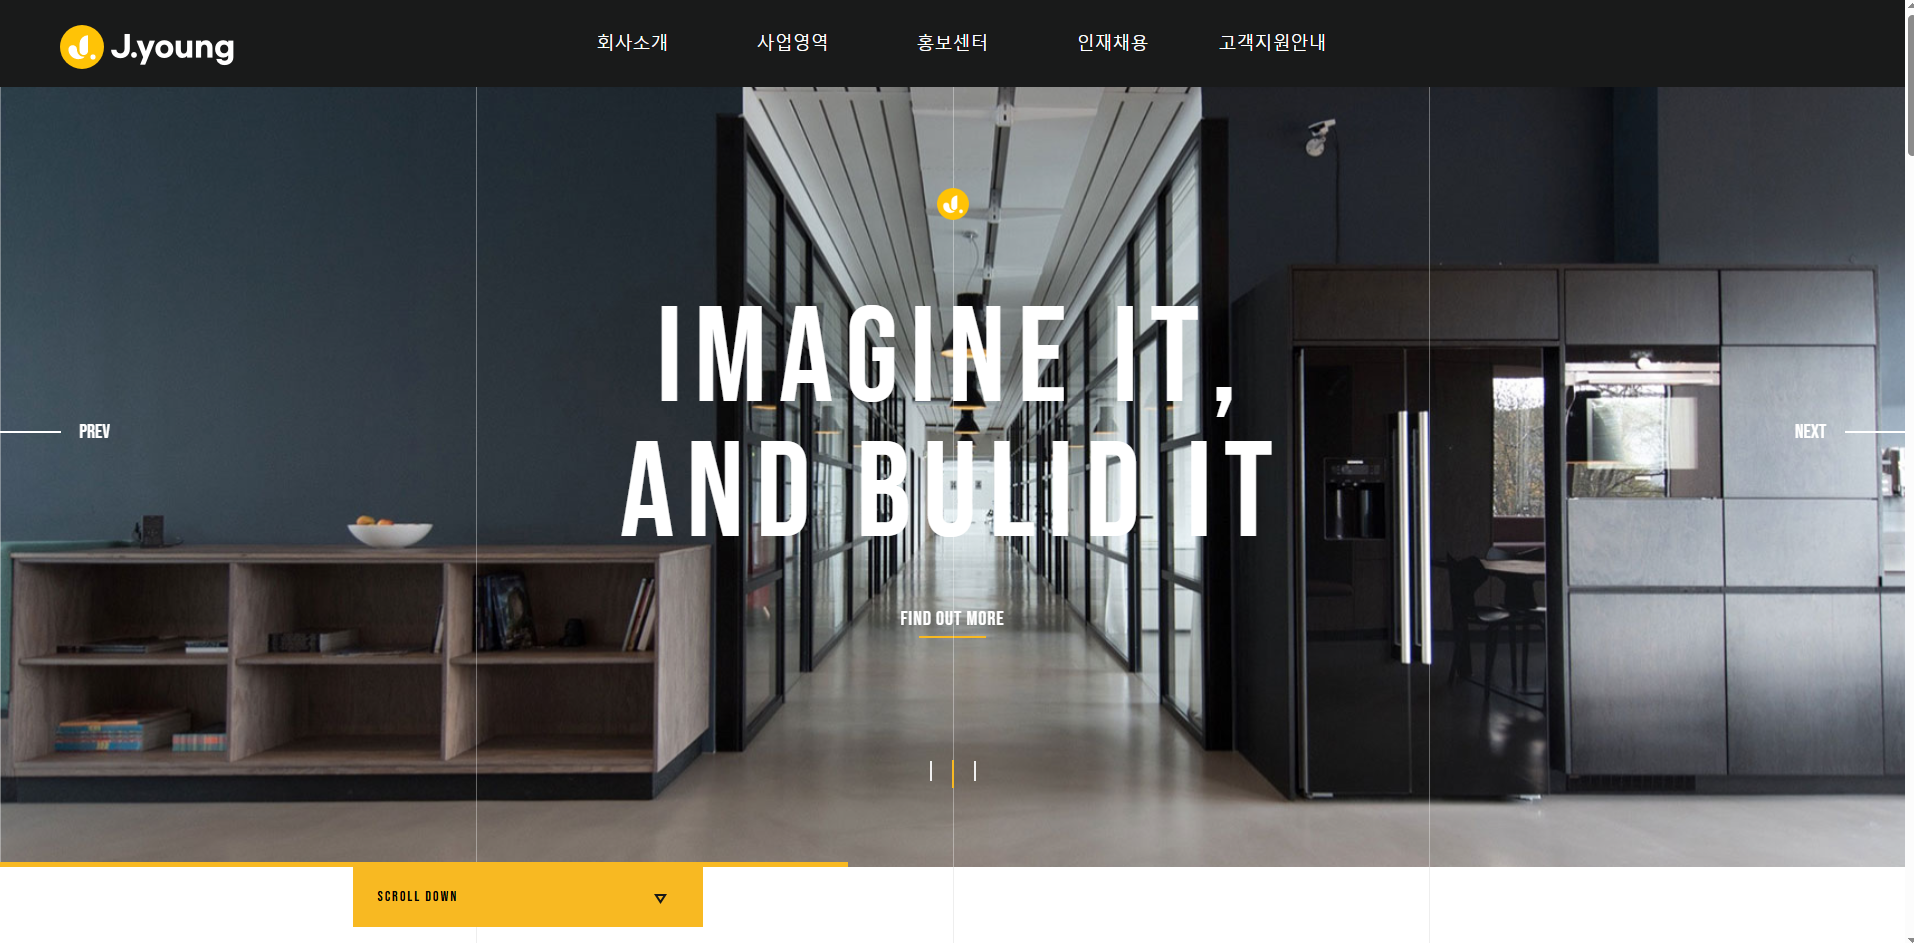 J.young
회사소개
사업영역
홍보센터
인재채용
고객지원안내
IMAGINE IT,
AND BULID IT
PREV
NEXT
FIND OUT MORE
SCROLL DOWN